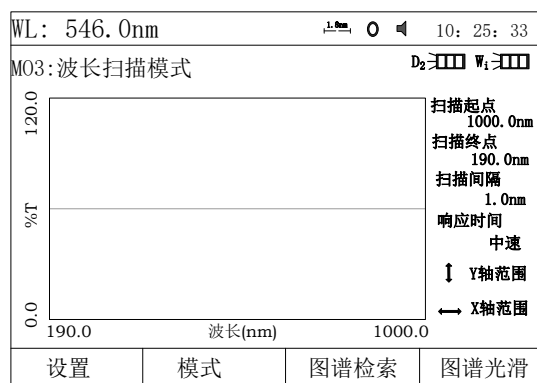 WL: 546.0nm
1.0nm
10: 25: 33
MO3:波长扫描模式
D₂ Wᵢ
120.0
扫描起点
1000.0nm
扫描终点
190.0nm
扫描间隔
1.0nm
%T
响应时间
中速
Y轴范围
X轴范围
0.0
190.0 波长(nm) 1000.0
设置 模式 图谱检索 图谱光滑